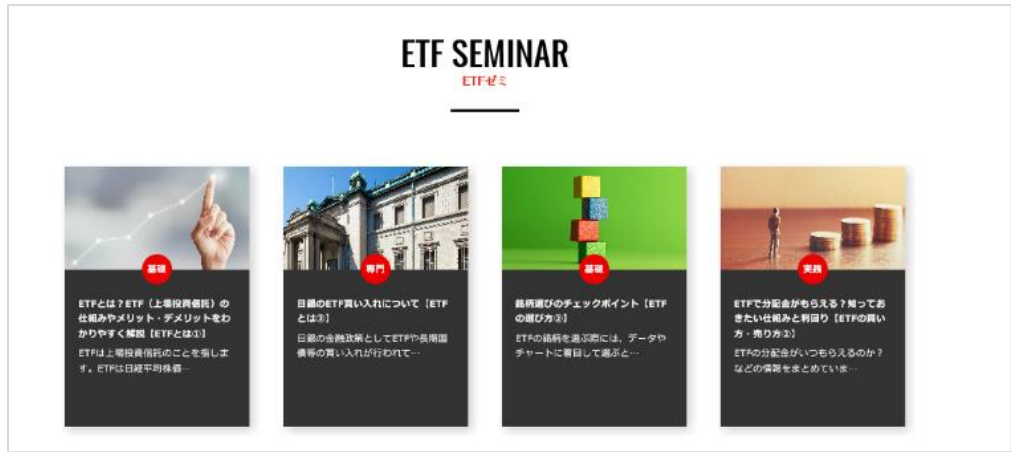 ETF SEMINAR
ETFゼミ
基礎
ETFとは？ETF（上場投資信託）の
仕組みやメリット・デメリットをわ
かりやすく解説【ETFとは①】
ETFは上場投資信託のことを指しま
す。ETFは日経平均株価…
専門
日銀のETF買い入れについて【ETF
とは③】
日銀の金融政策としてETFや長期国
債等の買い入れが行われて…
基礎
銘柄選びのチェックポイント【ETF
の選び方③】
ETFの銘柄を選ぶ際には、データや
チャートに着目して選ぶと…
実践
ETFで分配金がもらえる？知ってお
きたい仕組みと利回り【ETFの買い
方・売り方②】
ETFの分配金がいつもらえるのか？
などの情報をまとめていま…